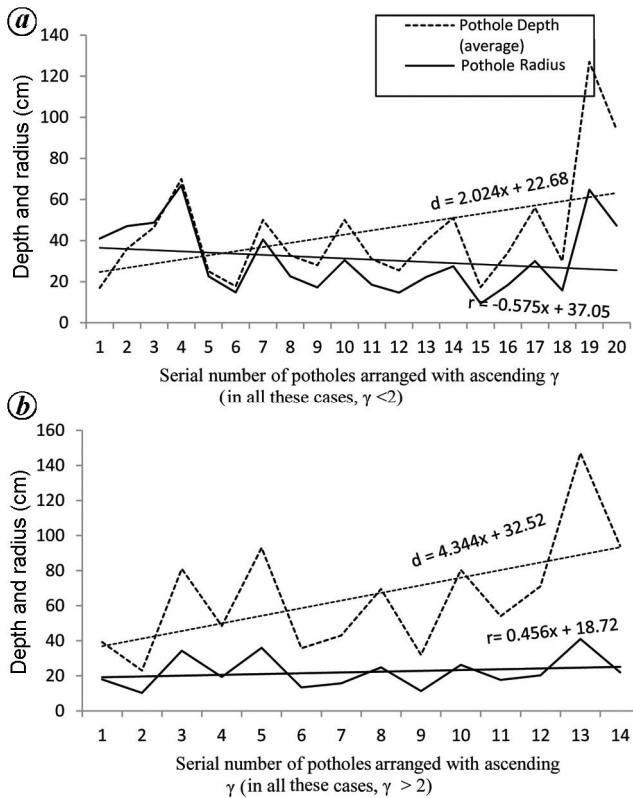 a
Pothole Depth
(average)
Pothole Radius
Depth and radius (cm)
140
120
100
80
60
40
20
0
d = 2.024x + 22.68
r = -0.575x + 37.05
1 2 3 4 5 6 7 8 9 10 11 12 13 14 15 16 17 18 19 20
Serial number of potholes arranged with ascending γ
(in all these cases, γ <2)
b
Depth and radius (cm)
160
140
120
100
80
60
40
20
0
d = 4.344x + 32.52
r= 0.456x + 18.72
1 2 3 4 5 6 7 8 9 10 11 12 13 14
Serial number of potholes arranged with ascending
γ (in all these cases, γ > 2)